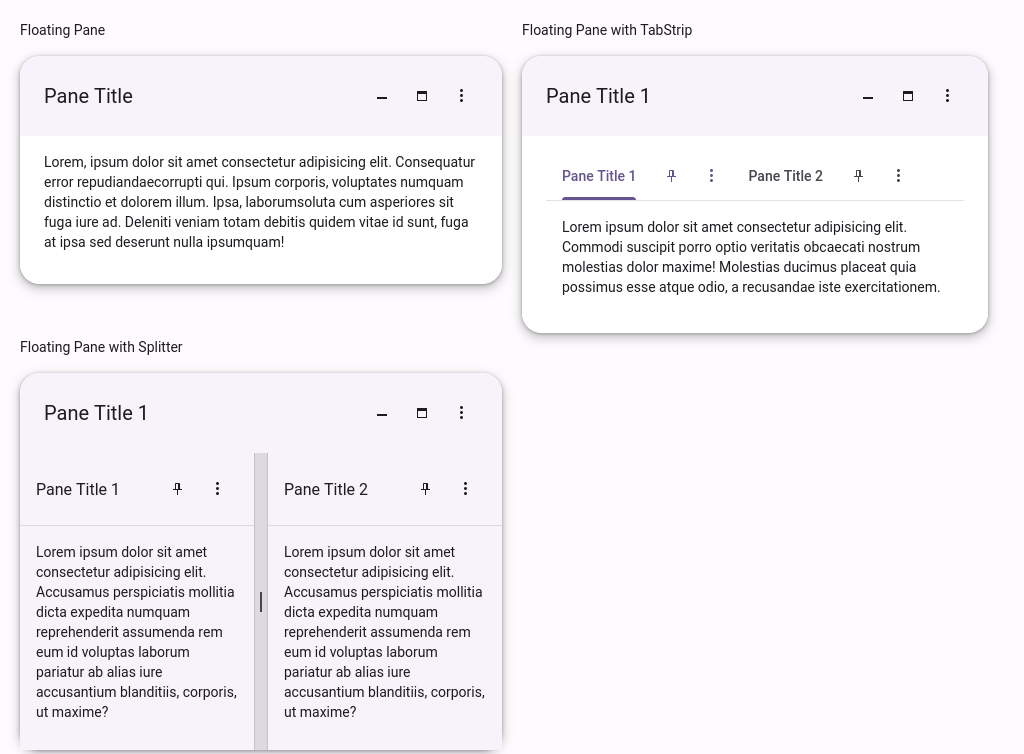 Floating Pane
Pane Title
Lorem, ipsum dolor sit amet consectetur adipisicing elit. Consequatur
error repudiandaecorrupti qui. Ipsum corporis, voluptates numquam
distinctio et dolorem illum. Ipsa, laborumsoluta cum asperiores sit
fuga iure ad. Deleniti veniam totam debitis quidem vitae id sunt, fuga
at ipsa sed deserunt nulla ipsumquam!
Floating Pane with TabStrip
Pane Title 1
Pane Title 1
Pane Title 2
Lorem ipsum dolor sit amet consectetur adipisicing elit.
Commodi suscipit porro optio veritatis obcaecati nostrum
molestias dolor maxime! Molestias ducimus placeat quia
possimus esse atque odio, a recusandae iste exercitationem.
Floating Pane with Splitter
Pane Title 1
Pane Title 1
Lorem ipsum dolor sit amet
consectetur adipisicing elit.
Accusamus perspiciatis mollitia
dicta expedita numquam
reprehenderit assumenda rem
eum id voluptas laborum
pariatur ab alias iure
accusantium blanditiis, corporis,
ut maxime?
Pane Title 2
Lorem ipsum dolor sit amet
consectetur adipisicing elit.
Accusamus perspiciatis mollitia
dicta expedita numquam
reprehenderit assumenda rem
eum id voluptas laborum
pariatur ab alias iure
accusantium blanditiis, corporis,
ut maxime?